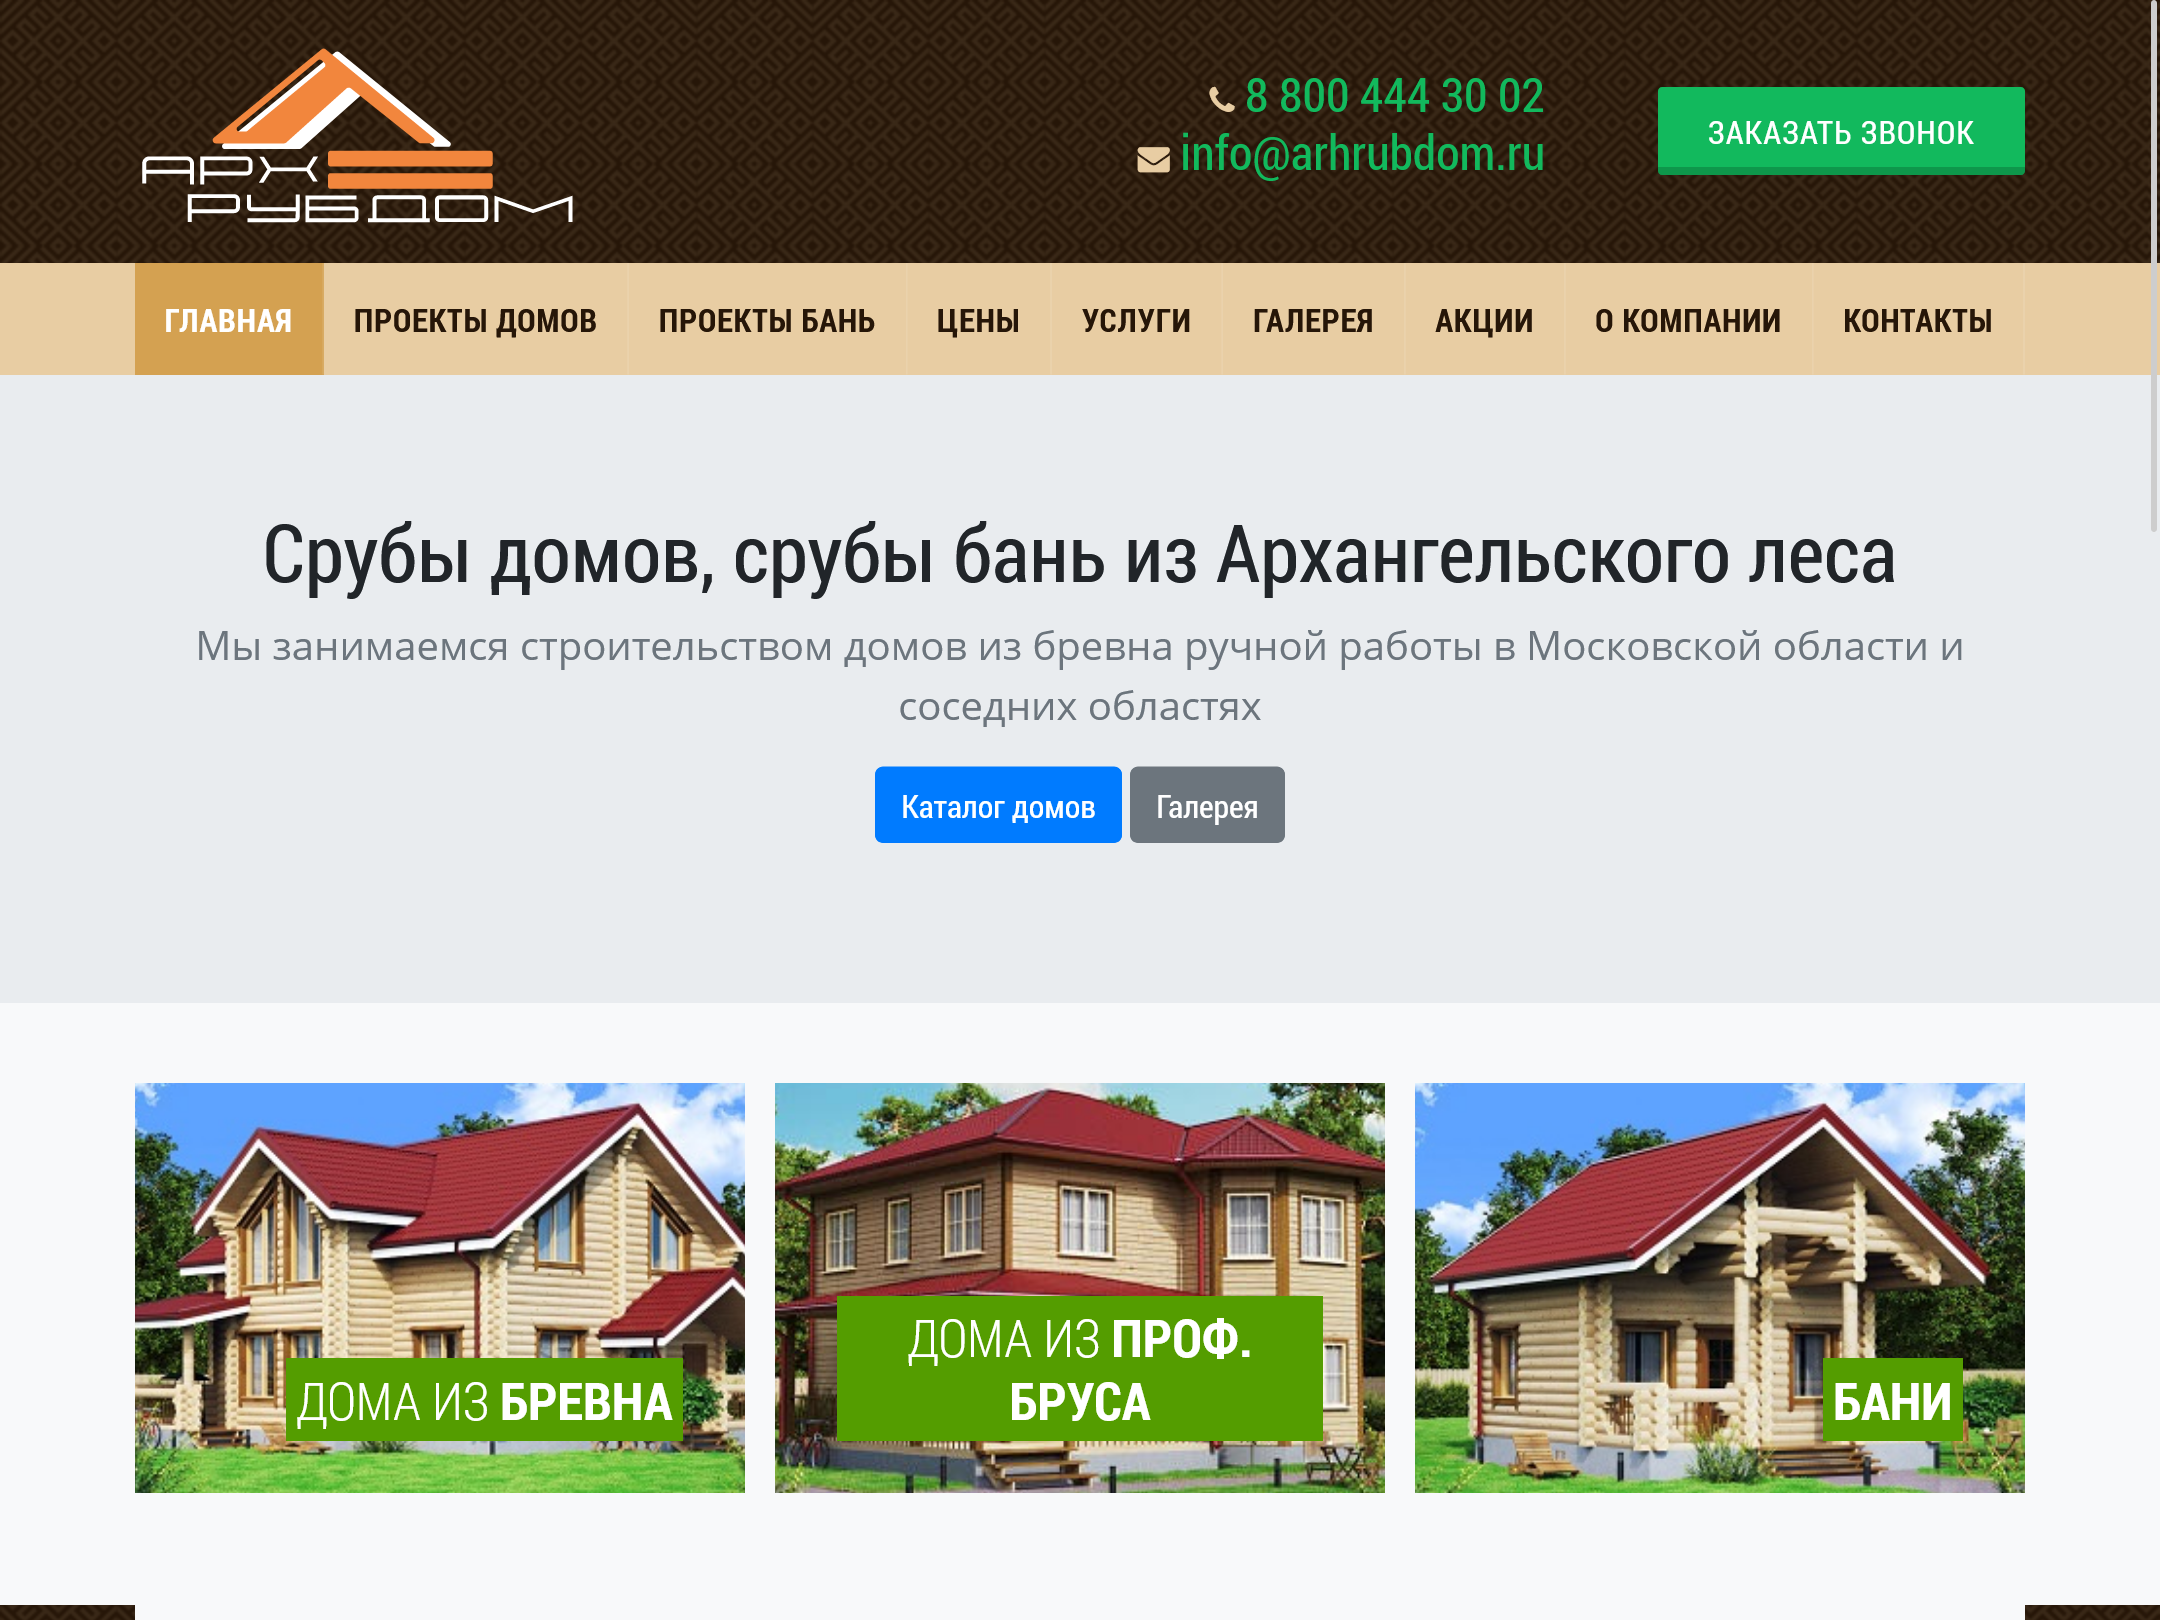 АРХ
РУБДОМ
8 800 444 30 02
info@arhrubdom.ru
ЗАКАЗАТЬ ЗВОНОК
ГЛАВНАЯ ПРОЕКТЫ ДОМОВ ПРОЕКТЫ БАНЬ ЦЕНЫ УСЛУГИ ГАЛЕРЕЯ АКЦИИ О КОМПАНИИ КОНТАКТЫ
Срубы домов, срубы бань из Архангельского леса
Мы занимаемся строительством домов из бревна ручной работы в Московской области и
соседних областях
Каталог домов Галерея
ДОМА ИЗ БРЕВНА
ДОМА ИЗ ПРОФ.
БРУСА
БАНИ